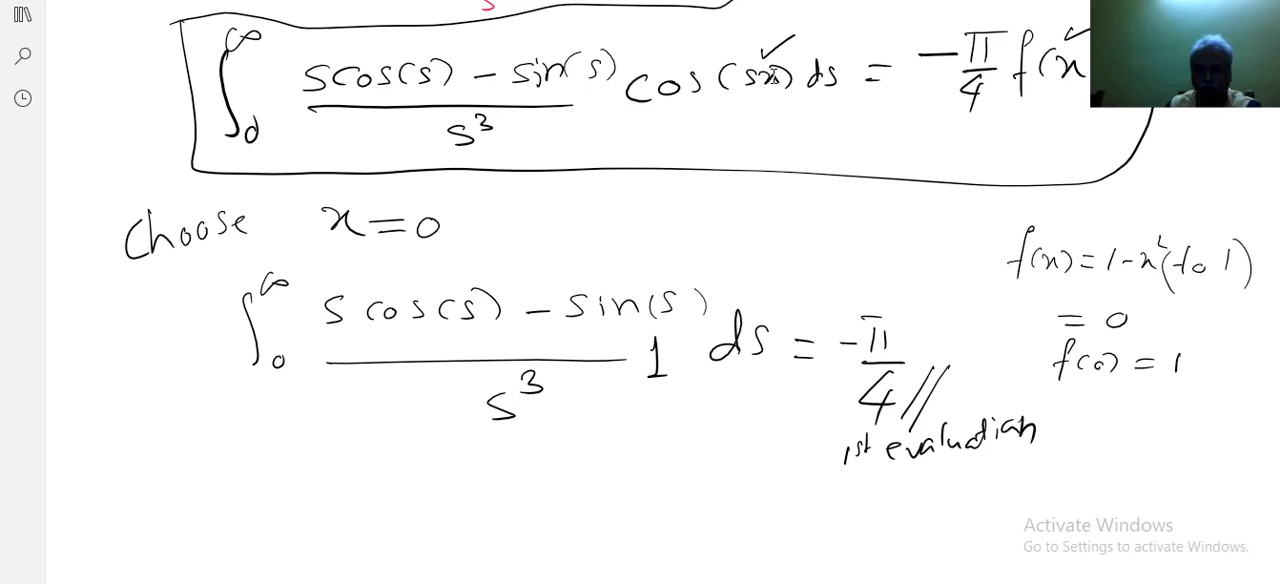 ∫₀^∞ (s cos(s) - sin(s))/s³ cos(sx) ds = -π/4 f(x
Choose x = 0
f(x) = 1 - x² (fo 1)
= 0
f(0) = 1
∫₀^∞ (s cos(s) - sin(s))/s³ 1 ds = -π/4 //
1st evaluation
Activate Windows
Go to Settings to activate Windows.